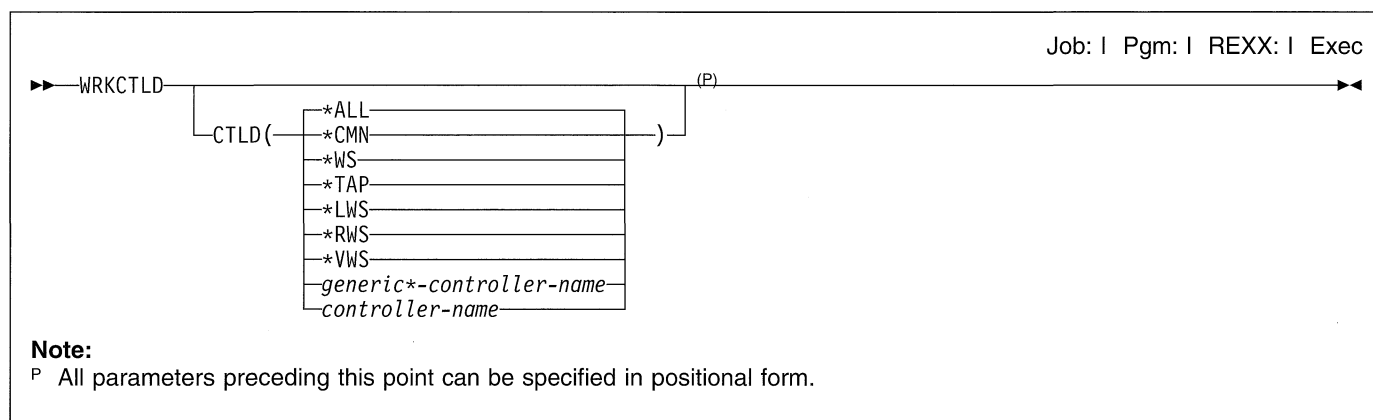 Job: I Pgm: I REXX: I Exec
WRKCTLD (P)
*ALL
CTLD( *CMN )
*WS
*TAP
*LWS
*RWS
*VWS
generic*-controller-name
controller-name
Note:
P All parameters preceding this point can be specified in positional form.